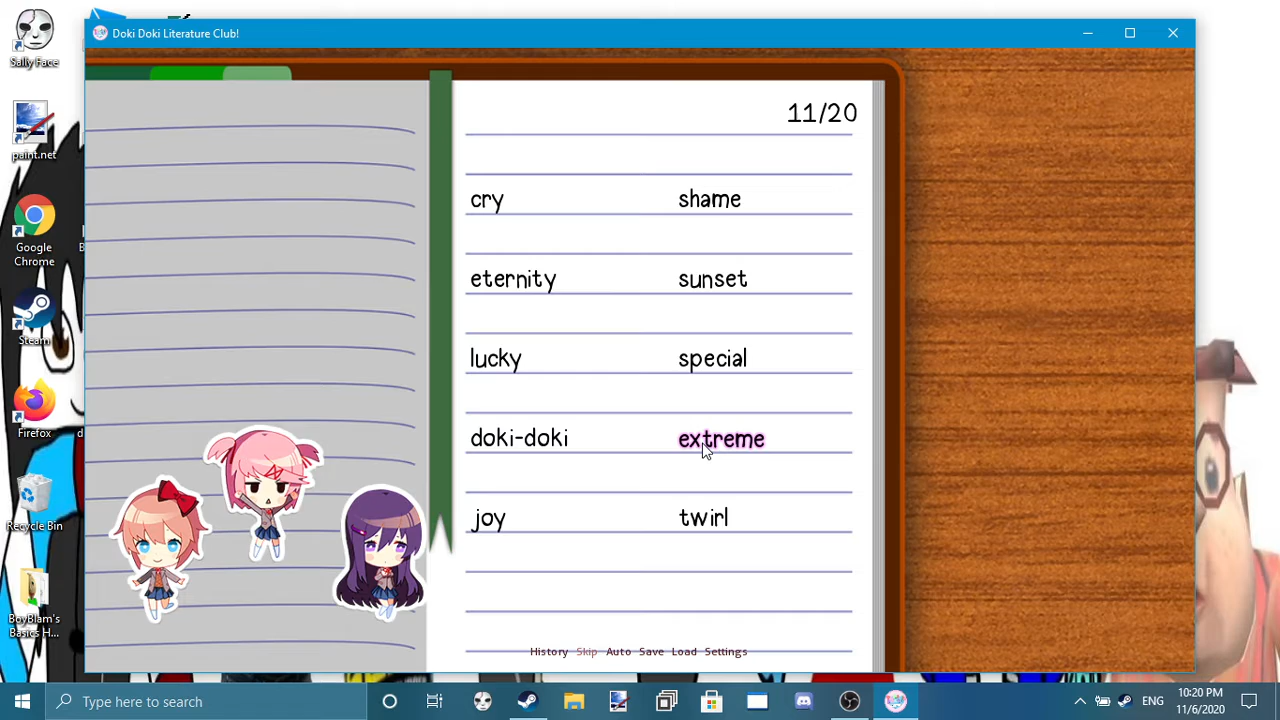 Doki Doki Literature Club!
Sally Face
paint.net
Google
Chrome
Steam
Firefox
Recycle Bin
BoyBlam's
Basics H...
11/20
cry shame
eternity sunset
lucky special
doki-doki extreme
joy twirl
History Skip Auto Save Load Settings
Type here to search
ENG
10:20 PM
11/6/2020